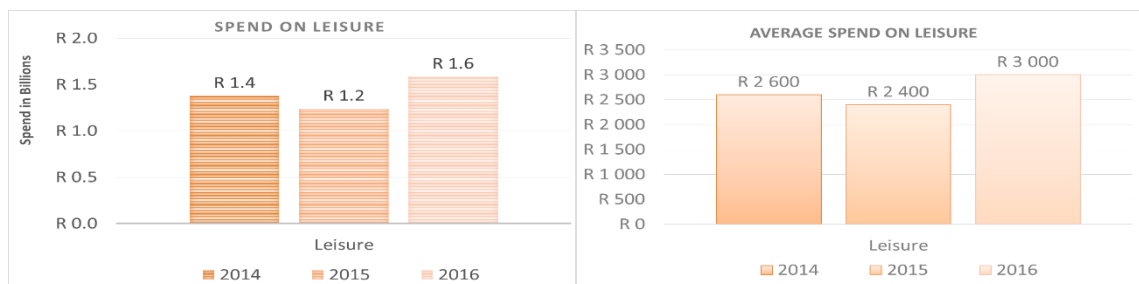 SPEND ON LEISURE
Spend in Billions
R 2.0
R 1.5
R 1.0
R 0.5
R 0.0
R 1.4
R 1.2
R 1.6
Leisure
2014 2015 2016
AVERAGE SPEND ON LEISURE
R 3 500
R 3 000
R 2 500
R 2 000
R 1 500
R 1 000
R 500
R 0
R 2 600
R 2 400
R 3 000
Leisure
2014 2015 2016